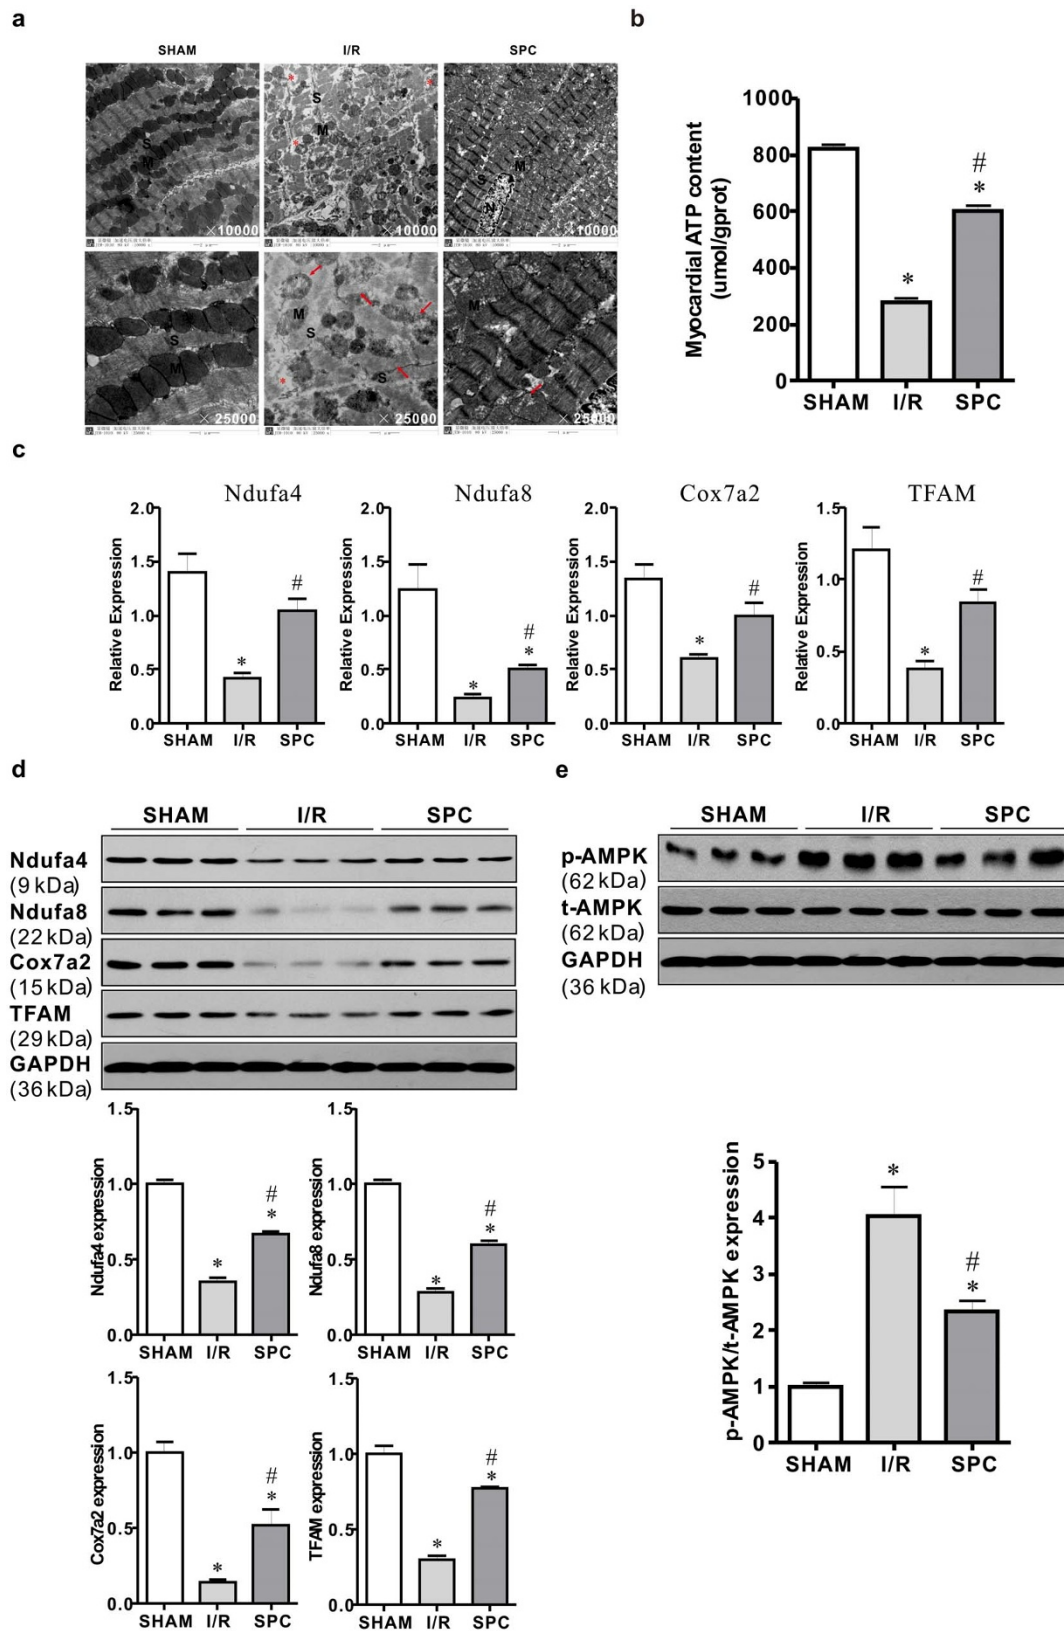 a
SHAM
I/R
SPC
S
M
×10000
*
*
*
S
M
×10000
M
S
N
×10000
S
S
M
×25000
M
S
S
*
×25000
M
×25000
b
Myocardial ATP content
(umol/gprot)
1000
800
600
400
200
0
*
#
*
SHAM I/R SPC
c
Ndufa4
Relative Expression
2.0
1.5
1.0
0.5
0.0
*
#
SHAM I/R SPC
Ndufa8
Relative Expression
2.0
1.5
1.0
0.5
0.0
*
#
*
SHAM I/R SPC
Cox7a2
Relative Expression
2.0
1.5
1.0
0.5
0.0
*
#
SHAM I/R SPC
TFAM
Relative Expression
1.5
1.0
0.5
0.0
*
#
SHAM I/R SPC
d
SHAM I/R SPC
Ndufa4
(9 kDa)
Ndufa8
(22 kDa)
Cox7a2
(15 kDa)
TFAM
(29 kDa)
GAPDH
(36 kDa)
Ndufa4 expression
1.5
1.0
0.5
0.0
*
#
*
SHAM I/R SPC
Ndufa8 expression
1.5
1.0
0.5
0.0
*
#
*
SHAM I/R SPC
Cox7a2 expression
1.5
1.0
0.5
0.0
*
#
*
SHAM I/R SPC
TFAM expression
1.5
1.0
0.5
0.0
*
#
*
SHAM I/R SPC
e
SHAM I/R SPC
p-AMPK
(62 kDa)
t-AMPK
(62 kDa)
GAPDH
(36 kDa)
p-AMPK/t-AMPK expression
5
4
3
2
1
0
*
#
*
SHAM I/R SPC